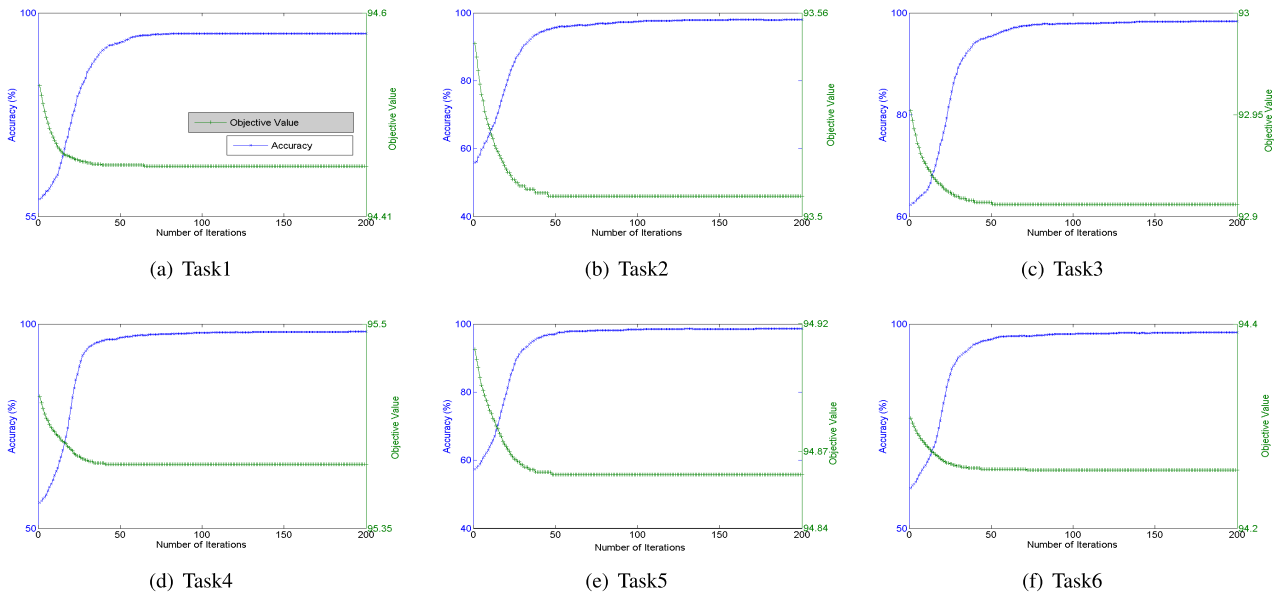 100
94.6
Accuracy (%)
Objective Value
Objective Value
Accuracy
55
94.41
0 50 100 150 200
Number of Iterations
(a) Task1
100
93.56
80
60
40
93.5
Accuracy (%)
Objective Value
0 50 100 150 200
Number of Iterations
(b) Task2
100
93
80
92.95
60
92.9
Accuracy (%)
Objective Value
0 50 100 150 200
Number of Iterations
(c) Task3
100
95.5
Accuracy (%)
Objective Value
50
95.35
0 50 100 150 200
Number of Iterations
(d) Task4
100
94.92
80
94.87
60
40
94.84
Accuracy (%)
Objective Value
0 50 100 150 200
Number of Iterations
(e) Task5
100
94.4
Accuracy (%)
Objective Value
50
94.2
0 50 100 150 200
Number of Iterations
(f) Task6